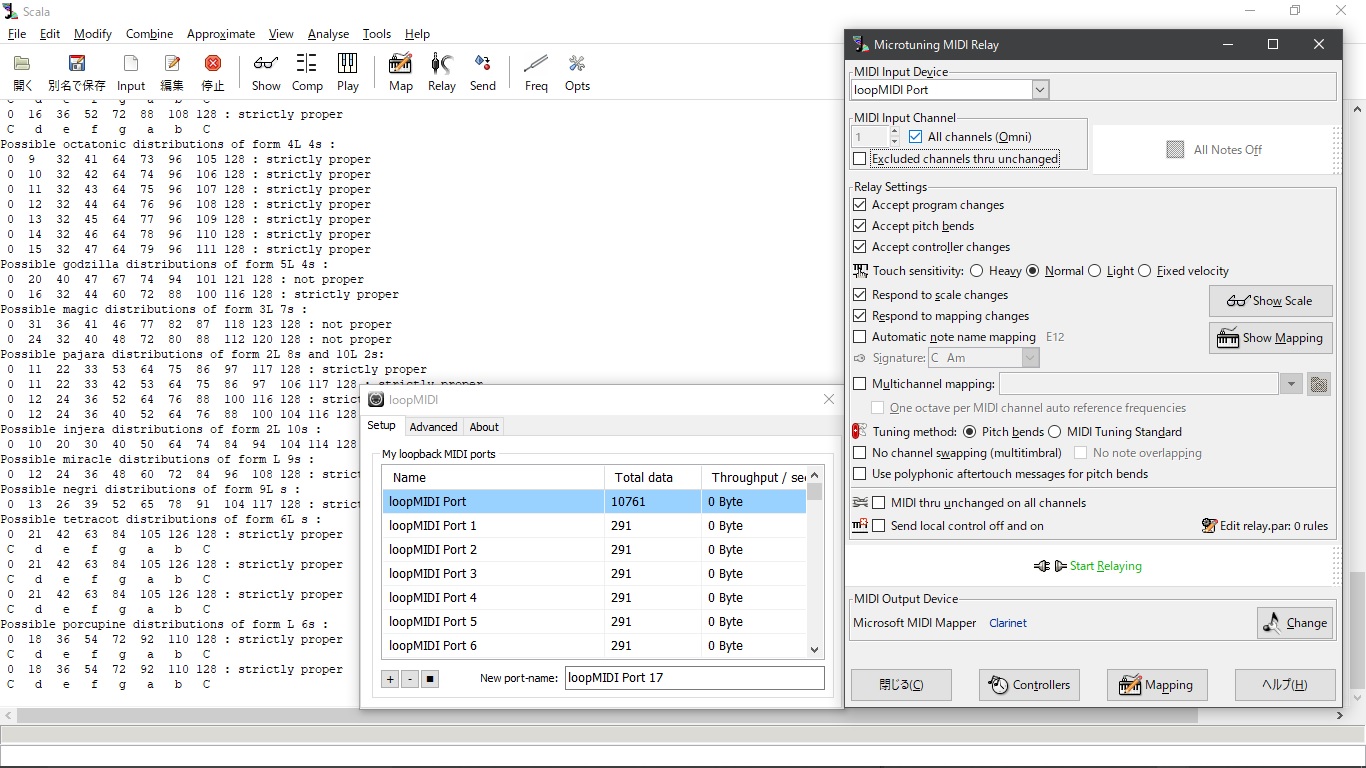 Scala
File Edit Modify Combine Approximate View Analyse Tools Help
開く 別名で保存 Input 編集 停止 Show Comp Play Map Relay Send Freq Opts
C d e f g a b C
0 16 36 52 72 88 108 128 : strictly proper
C d e f g a b C
Possible octatonic distributions of form 4L 4s :
0 9 32 41 64 73 96 105 128 : strictly proper
0 10 32 42 64 74 96 106 128 : strictly proper
0 11 32 43 64 75 96 107 128 : strictly proper
0 12 32 44 64 76 96 108 128 : strictly proper
0 13 32 45 64 77 96 109 128 : strictly proper
0 14 32 46 64 78 96 110 128 : strictly proper
0 15 32 47 64 79 96 111 128 : strictly proper
Possible godzilla distributions of form 5L 4s :
0 20 40 47 67 74 94 101 121 128 : not proper
0 16 32 44 60 72 88 100 116 128 : strictly proper
Possible magic distributions of form 3L 7s :
0 31 36 41 46 77 82 87 118 123 128 : not proper
0 24 32 40 48 72 80 88 112 120 128 : not proper
Possible pajara distributions of form 2L 8s and 10L 2s:
0 11 22 33 53 64 75 86 97 117 128 : strictly proper
0 11 22 33 42 53 64 75 86 97 106 117 128 : strictly proper
0 12 24 36 52 64 76 88 100 116 128 : strict
0 12 24 36 40 52 64 76 88 100 104 116 128
Possible injera distributions of form 2L 10s :
0 10 20 30 40 50 64 74 84 94 104 114 128
Possible miracle distributions of form L 9s :
0 12 24 36 48 60 72 84 96 108 128 : strict
Possible negri distributions of form 9L s :
0 13 26 39 52 65 78 91 104 117 128 : strict
Possible tetracot distributions of form 6L s :
0 21 42 63 84 105 126 128 : strictly proper
C d e f g a b C
0 21 42 63 84 105 126 128 : strictly proper
C d e f g a b C
0 21 42 63 84 105 126 128 : strictly proper
C d e f g a b C
Possible porcupine distributions of form L 6s :
0 18 36 54 72 92 110 128 : strictly proper
C d e f g a b C
0 18 36 54 72 92 110 128 : strictly proper
C d e f g a b C
loopMIDI
Setup Advanced About
My loopback MIDI ports
Name Total data Throughput / se
loopMIDI Port 10761 0 Byte
loopMIDI Port 1 291 0 Byte
loopMIDI Port 2 291 0 Byte
loopMIDI Port 3 291 0 Byte
loopMIDI Port 4 291 0 Byte
loopMIDI Port 5 291 0 Byte
loopMIDI Port 6 291 0 Byte
+ - New port-name: loopMIDI Port 17
Microtuning MIDI Relay
MIDI Input Device
loopMIDI Port
MIDI Input Channel
1 All channels (Omni)
Excluded channels thru unchanged
All Notes Off
Relay Settings
Accept program changes
Accept pitch bends
Accept controller changes
Touch sensitivity: Heavy Normal Light Fixed velocity
Respond to scale changes
Show Scale
Respond to mapping changes
Automatic note name mapping E12
Show Mapping
Signature: C Am
Multichannel mapping:
One octave per MIDI channel auto reference frequencies
Tuning method: Pitch bends MIDI Tuning Standard
No channel swapping (multitimbral) No note overlapping
Use polyphonic aftertouch messages for pitch bends
MIDI thru unchanged on all channels
Send local control off and on Edit relay.par: 0 rules
Start Relaying
MIDI Output Device
Microsoft MIDI Mapper Clarinet Change
閉じる(C) Controllers Mapping ヘルプ(H)